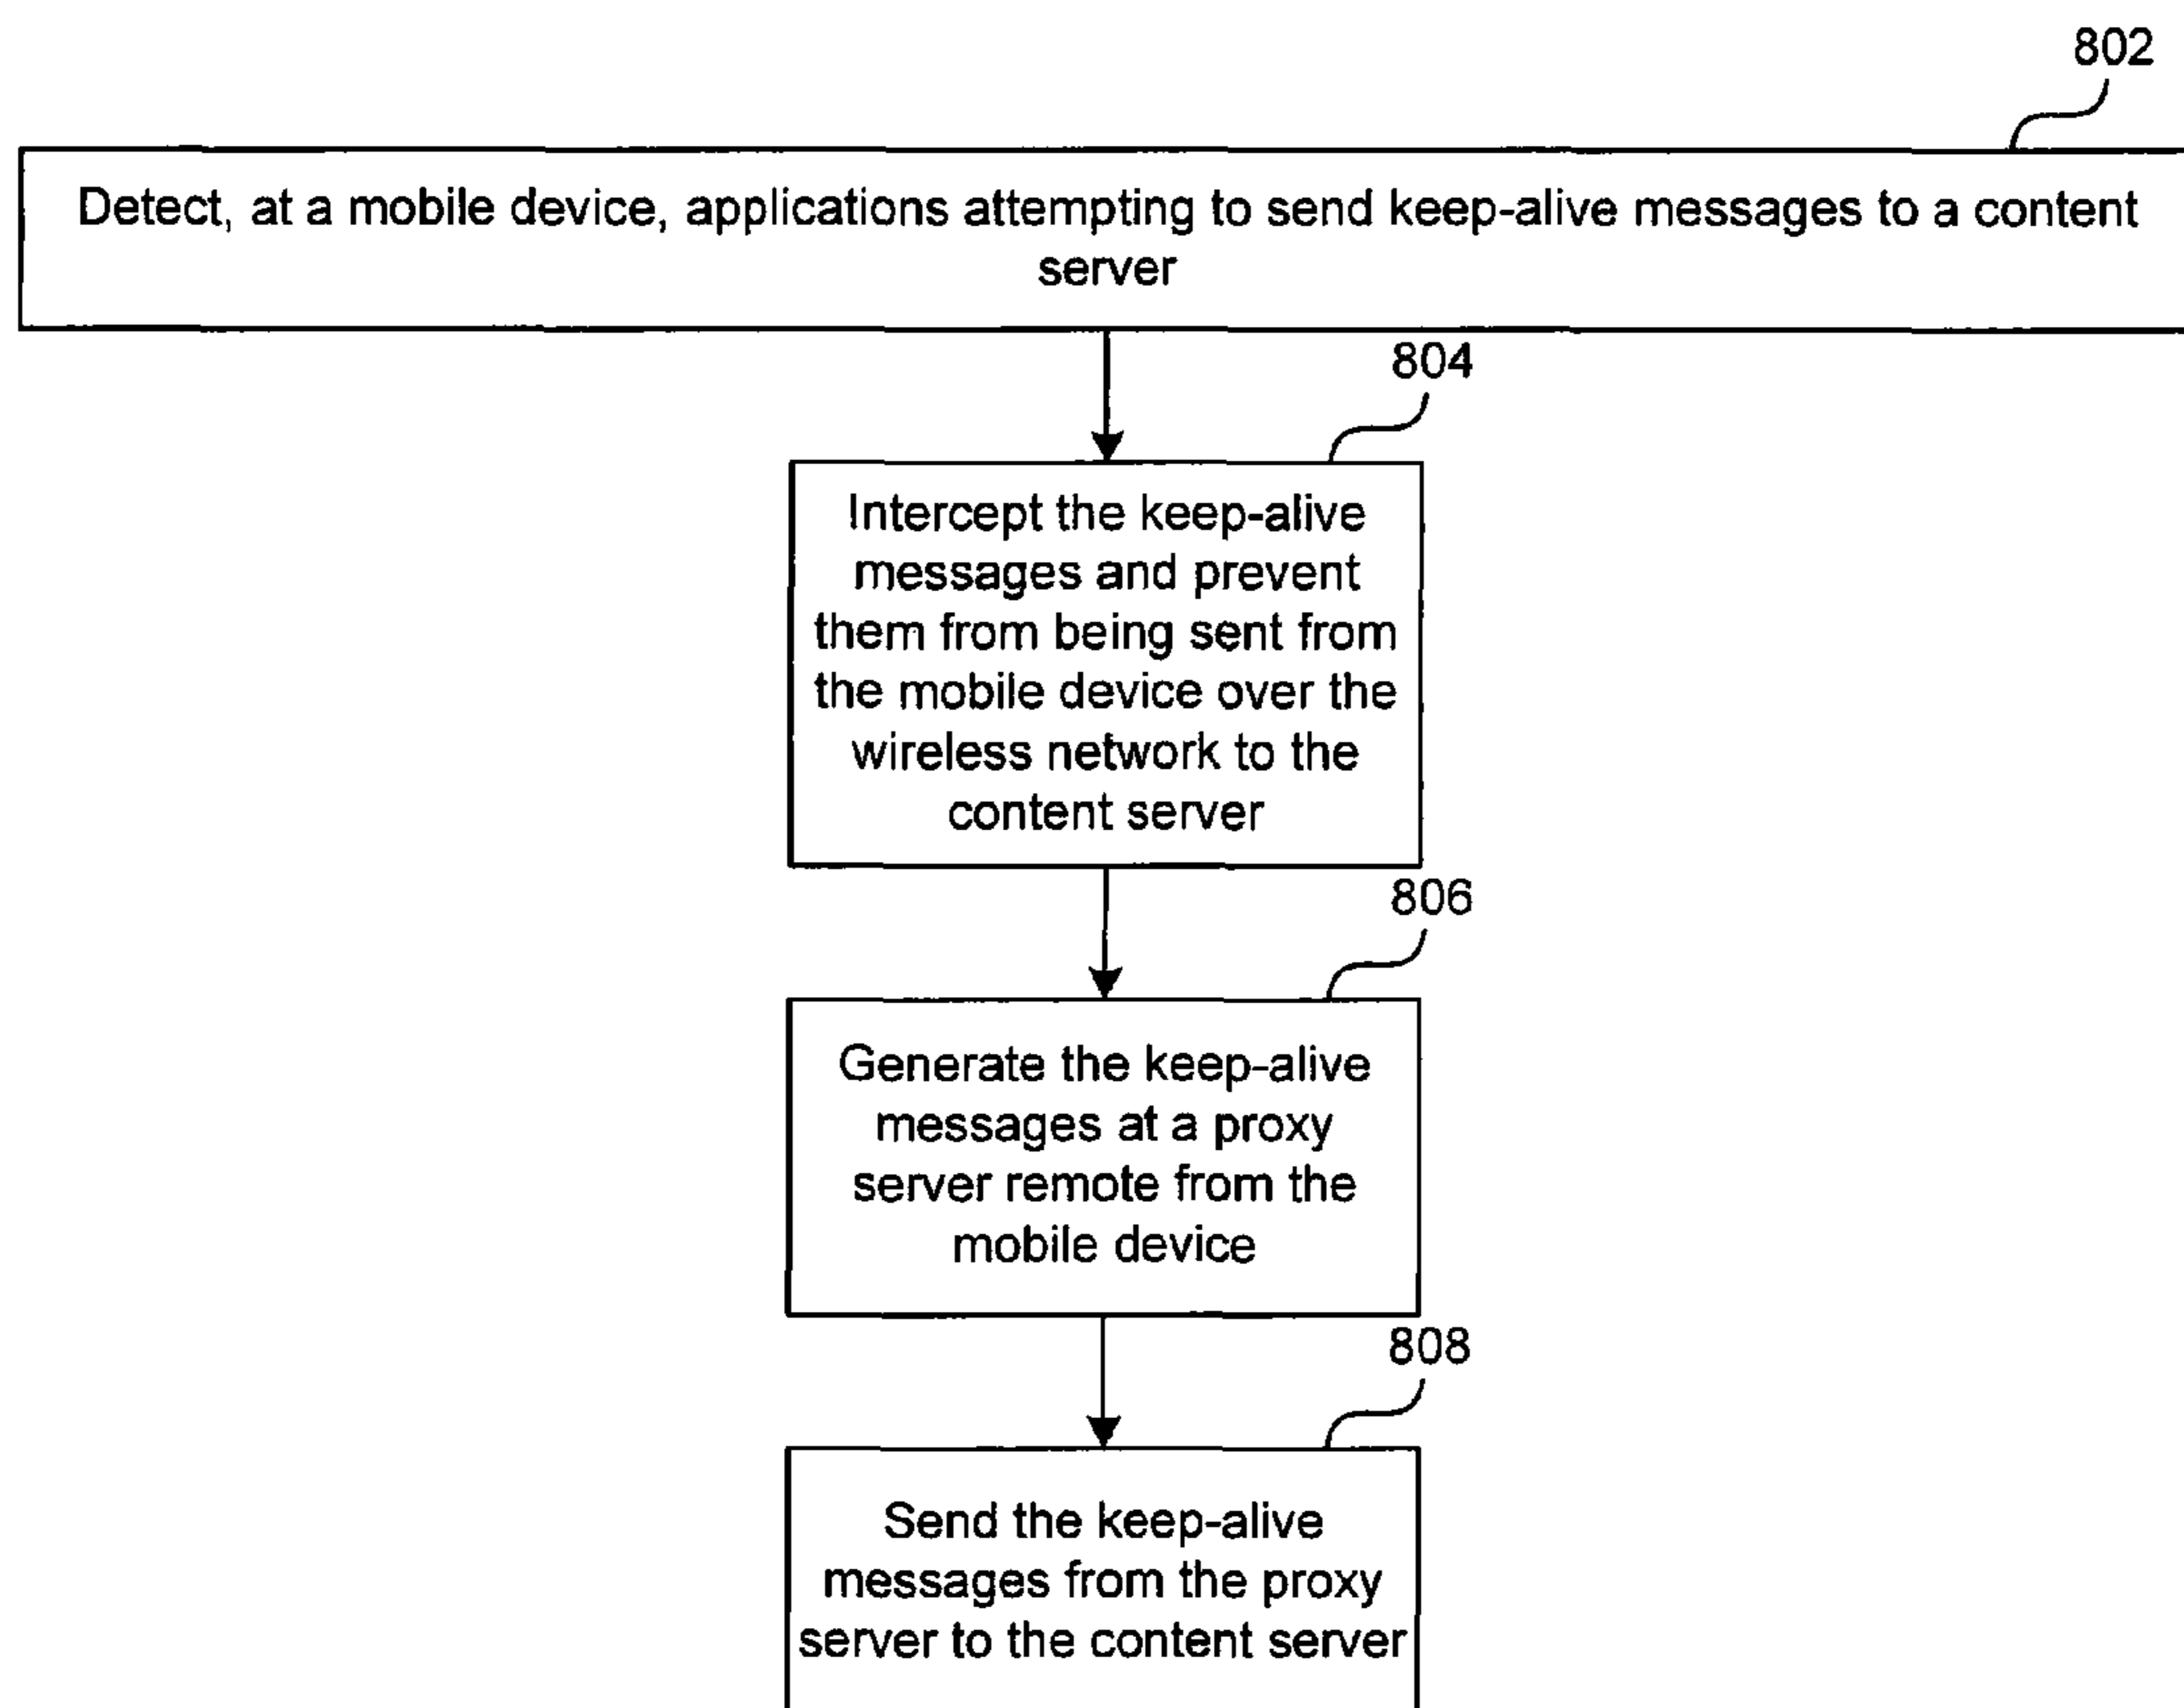 802
Detect, at a mobile device, applications attempting to send keep-alive messages to a content
server
804
Intercept the keep-alive
messages and prevent
them from being sent from
the mobile device over the
wireless network to the
content server
806
Generate the keep-alive
messages at a proxy
server remote from the
mobile device
808
Send the keep-alive
messages from the proxy
server to the content server